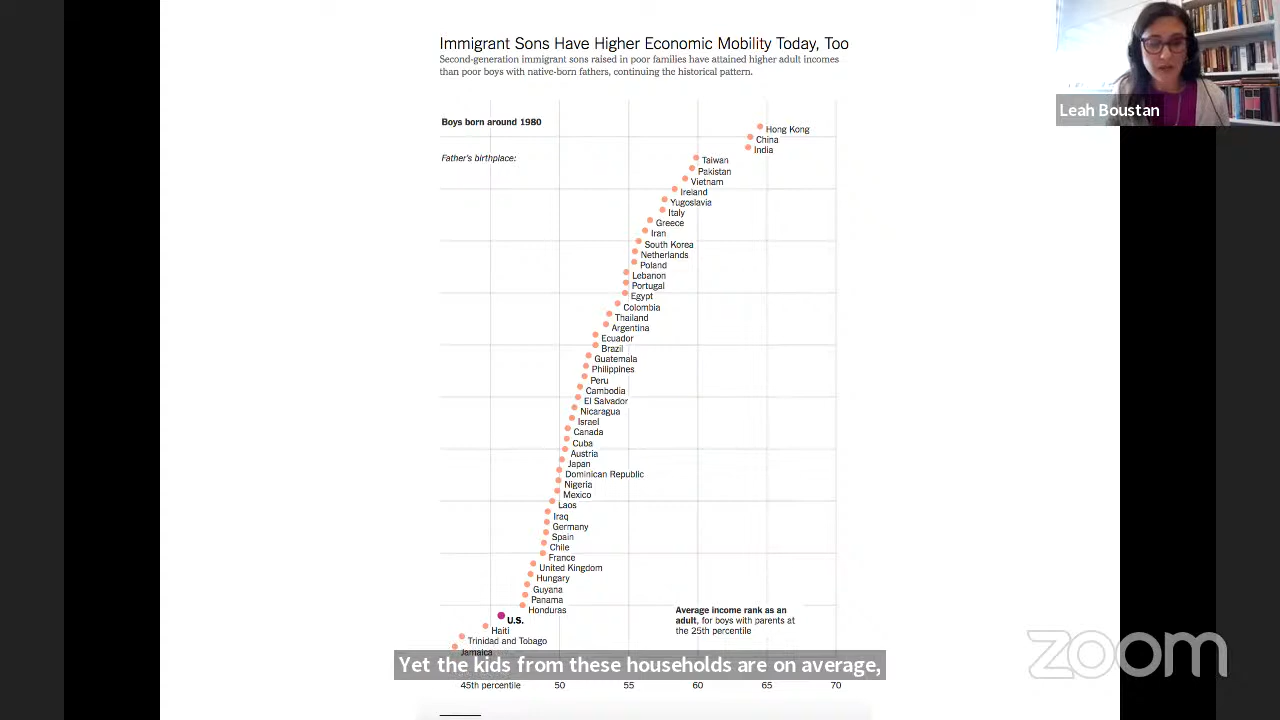 Immigrant Sons Have Higher Economic Mobility Today, Too
Second-generation immigrant sons raised in poor families have attained higher adult incomes
than poor boys with native-born fathers, continuing the historical pattern.
Leah Boustan
Boys born around 1980
Father's birthplace:
Hong Kong
China
India
Taiwan
Pakistan
Vietnam
Ireland
Yugoslavia
Italy
Greece
Iran
South Korea
Netherlands
Poland
Lebanon
Portugal
Egypt
Colombia
Thailand
Argentina
Ecuador
Brazil
Guatemala
Philippines
Peru
Cambodia
El Salvador
Nicaragua
Israel
Canada
Cuba
Austria
Japan
Dominican Republic
Nigeria
Mexico
Laos
Iraq
Germany
Spain
Chile
France
United Kingdom
Hungary
Guyana
Panama
Honduras
U.S.
Haiti
Trinidad and Tobago
Jamaica
Average income rank as an
adult, for boys with parents at
the 25th percentile
Yet the kids from these households are on average,
45th percentile 50 55 60 65 70
zoom